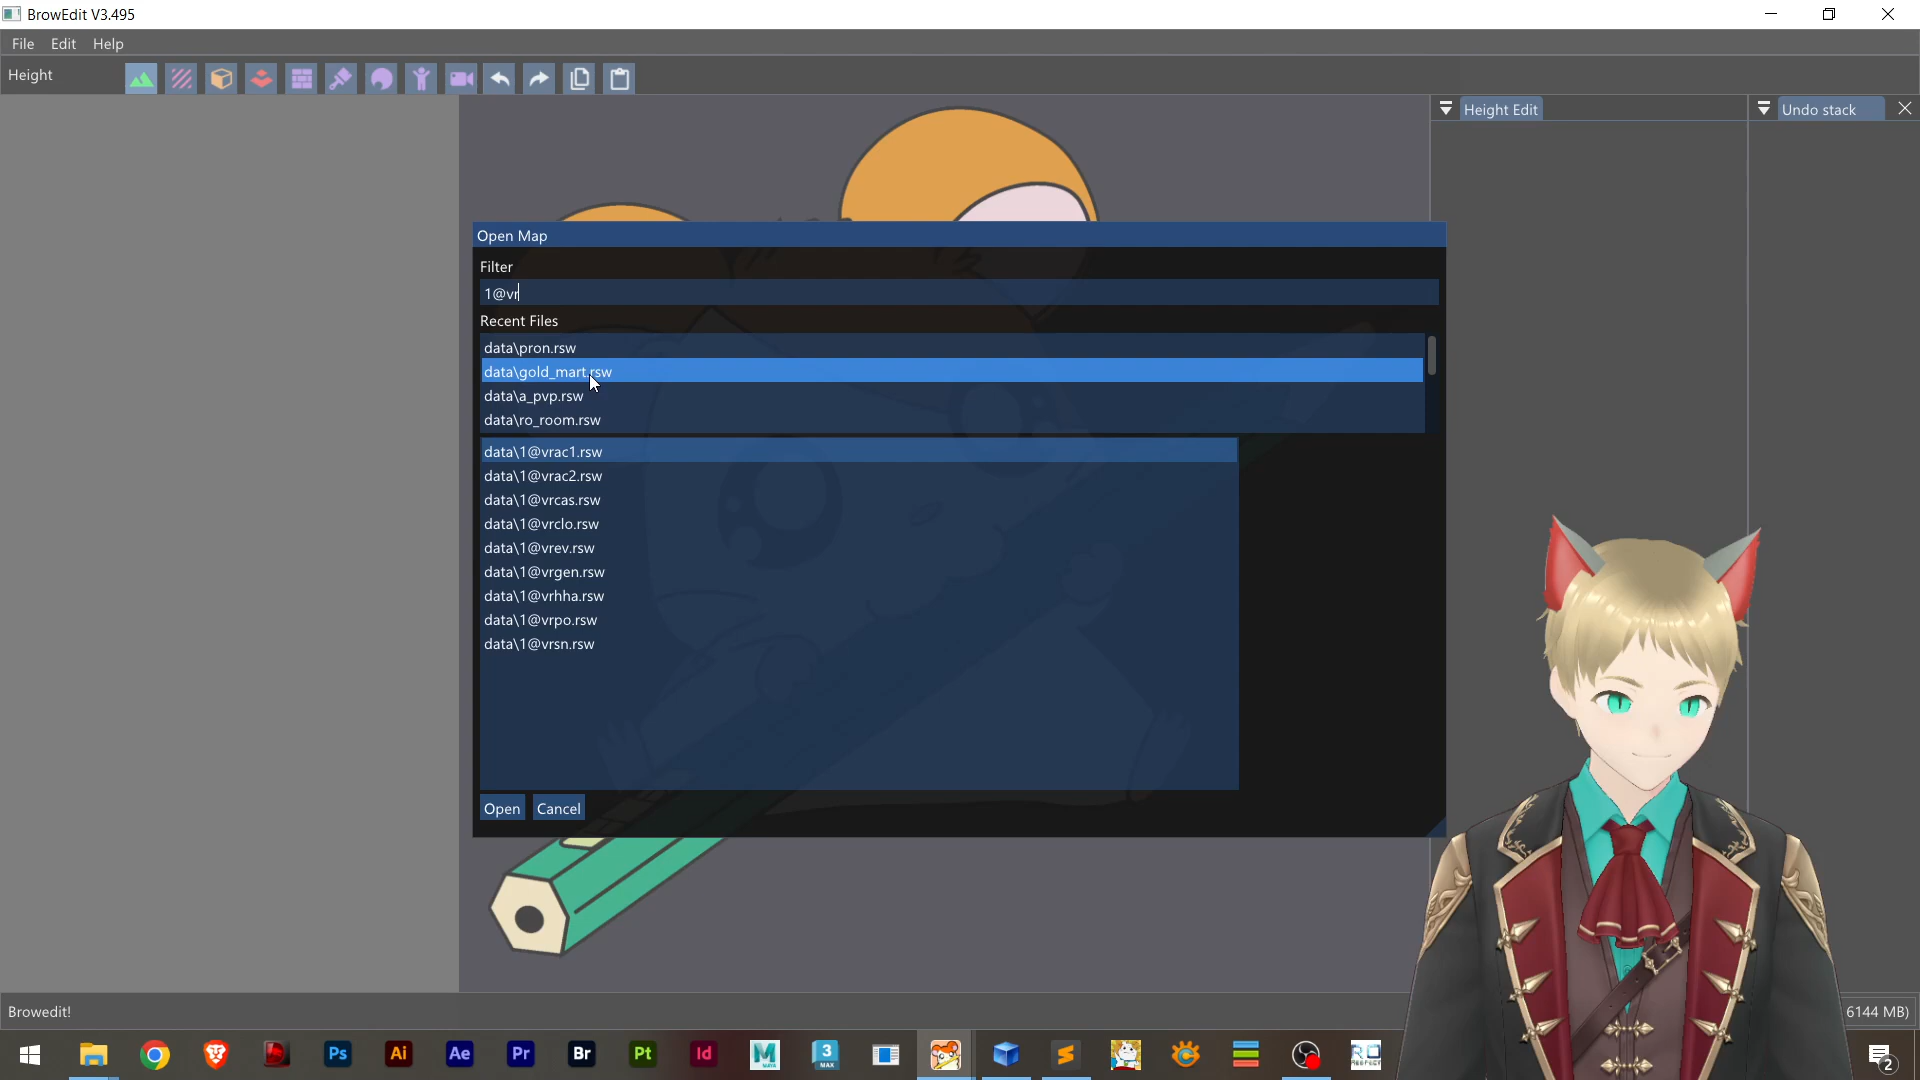 BrowEdit V3.495
File Edit Help
Height
Height Edit
Undo stack
Open Map
Filter
1@vr
Recent Files
data\pron.rsw
data\gold_mart.rsw
data\a_pvp.rsw
data\ro_room.rsw
data\1@vrac1.rsw
data\1@vrac2.rsw
data\1@vrcas.rsw
data\1@vrclo.rsw
data\1@vrev.rsw
data\1@vrgen.rsw
data\1@vrhha.rsw
data\1@vrpo.rsw
data\1@vrsn.rsw
Open Cancel
Browedit!
6144 MB)
Ps Ai Ae Pr Br Pt Id M 3 2